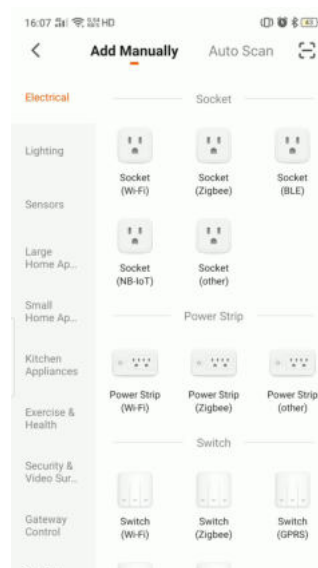 16:07
HD
63
Add Manually Auto Scan
Electrical
Socket
Lighting
Socket
(Wi-Fi)
Socket
(Zigbee)
Socket
(BLE)
Sensors
Large
Home Ap...
Socket
(NB-IoT)
Socket
(other)
Small
Home Ap...
Power Strip
Kitchen
Appliances
Power Strip
(Wi-Fi)
Power Strip
(Zigbee)
Power Strip
(other)
Exercise &
Health
Switch
Security &
Video Sur...
Gateway
Control
Switch
(Wi-Fi)
Switch
(Zigbee)
Switch
(GPRS)